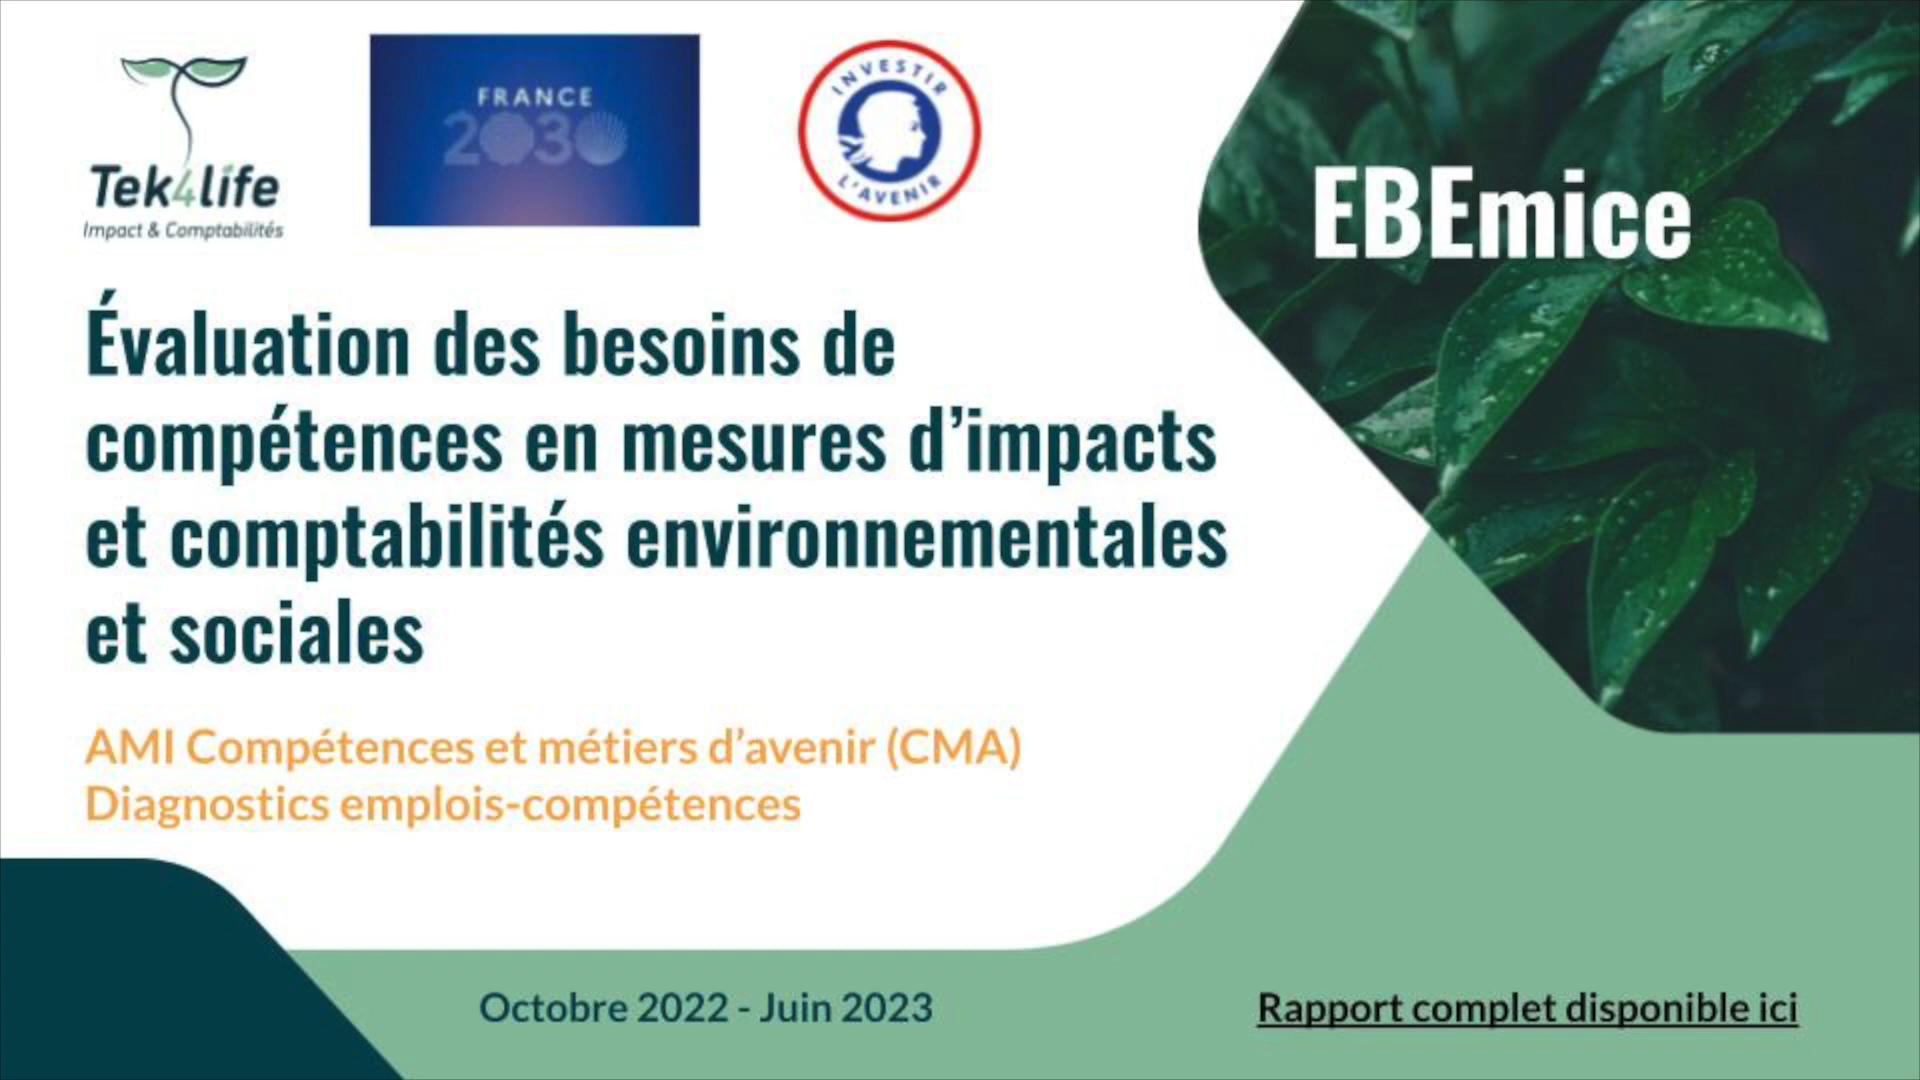 Tek4life
Impact & Comptabilités
FRANCE
2030
INVESTIR
L'AVENIR
EBEmice
Évaluation des besoins de
compétences en mesures d’impacts
et comptabilités environnementales
et sociales
AMI Compétences et métiers d’avenir (CMA)
Diagnostics emplois-compétences
Octobre 2022 - Juin 2023
Rapport complet disponible ici